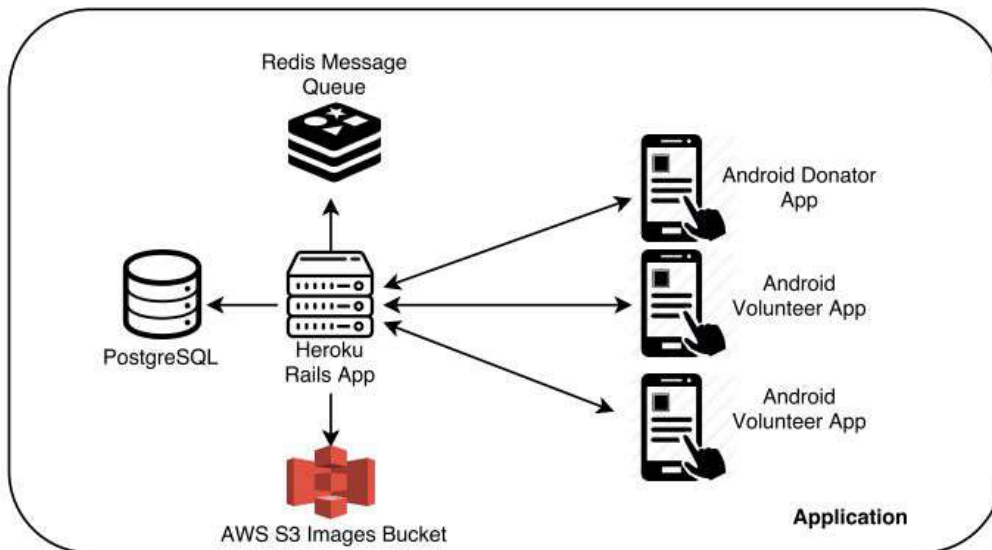 Redis Message
Queue
Android Donator
App
Android
Volunteer App
PostgreSQL
Heroku
Rails App
Android
Volunteer App
AWS S3 Images Bucket
Application